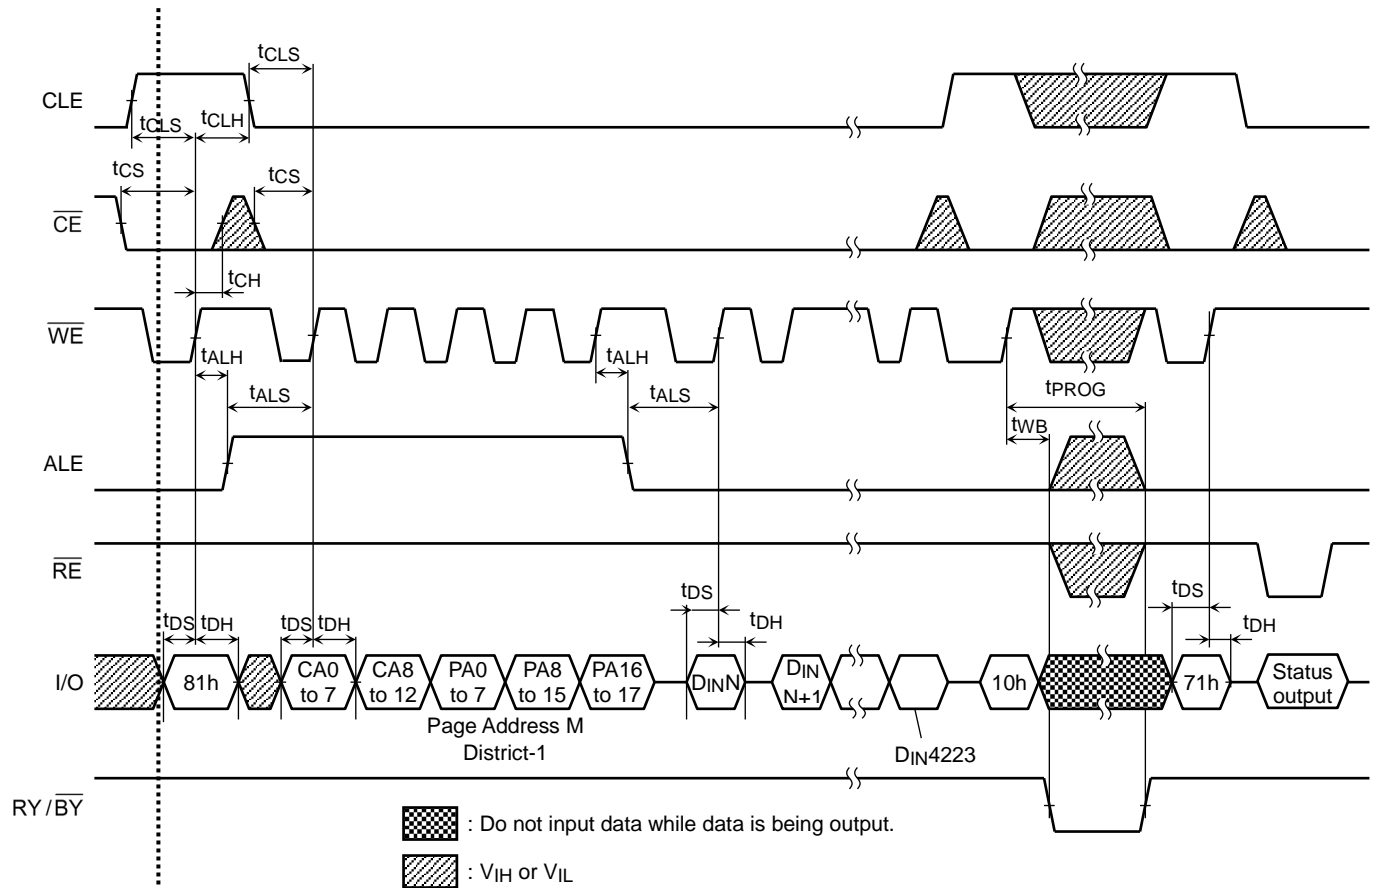 tCLS
CLE
tCLS
tCLH
tCS
tCS
CE
tCH
WE
tALH
tALH
tALS
tALS
tPROG
tWB
ALE
RE
tDS
tDH
tDS
tDH
tDS
tDH
tDS
tDH
I/O
81h
CA0 to 7
CA8 to 12
PA0 to 7
PA8 to 15
PA16 to 17
DINN
DIN N+1
10h
71h
Status output
Page Address M
District-1
DIN4223
RY/BY
: Do not input data while data is being output.
: VIH or VIL